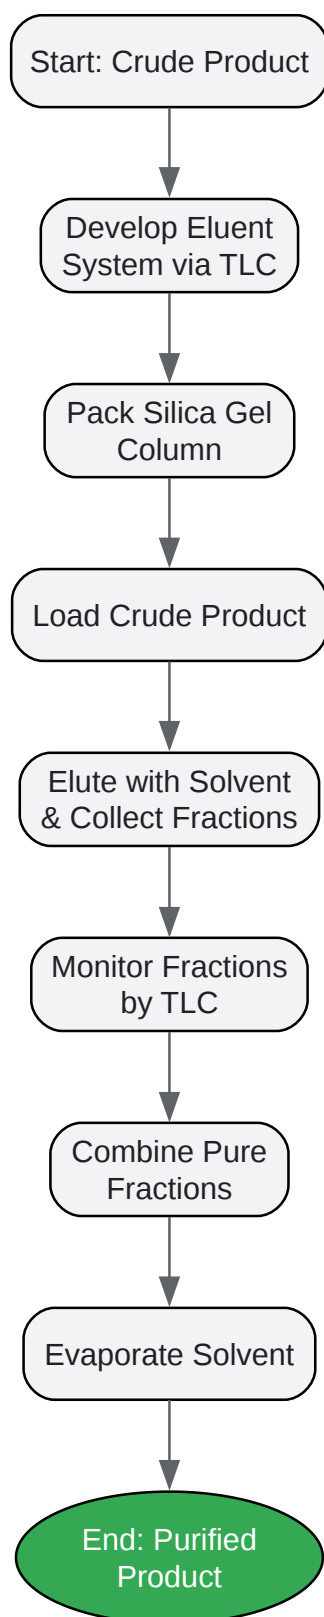 Start: Crude Product
Develop Eluent
System via TLC
Pack Silica Gel
Column
Load Crude Product
Elute with Solvent
& Collect Fractions
Monitor Fractions
by TLC
Combine Pure
Fractions
Evaporate Solvent
End: Purified
Product